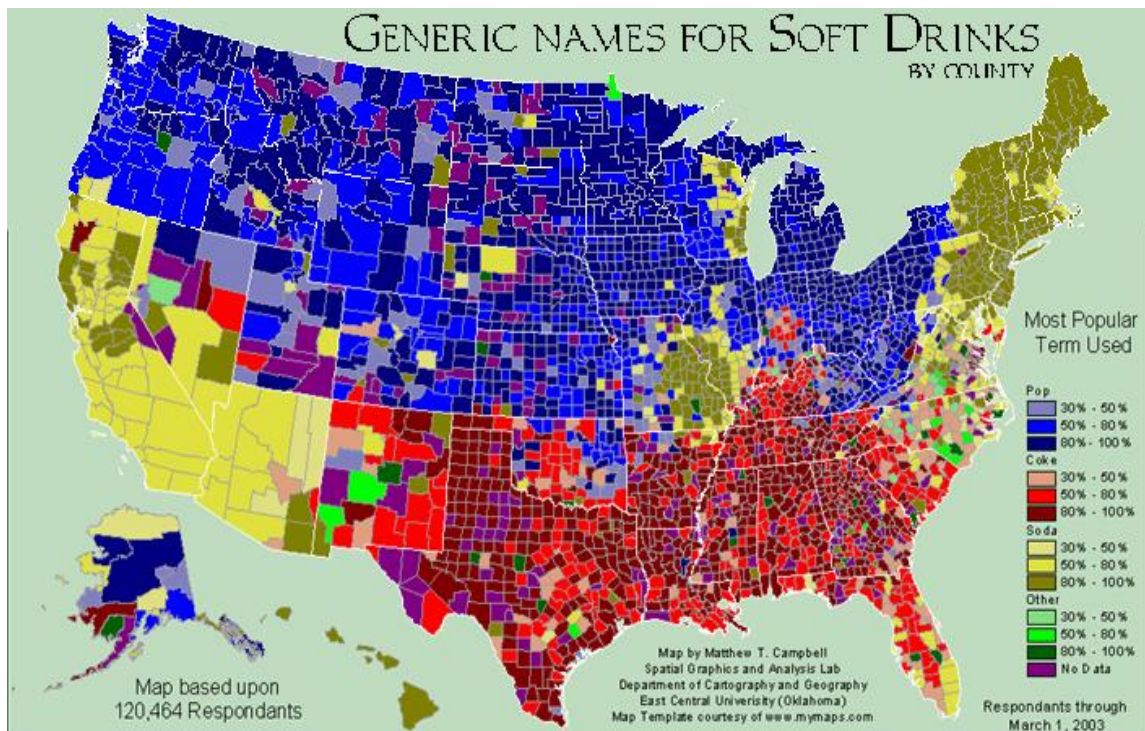 GENERIC NAMES FOR SOFT DRINKS
BY COUNTY
Most Popular
Term Used
Pop
30% - 50%
50% - 80%
80% - 100%
Coke
30% - 50%
50% - 80%
80% - 100%
Soda
30% - 50%
50% - 80%
80% - 100%
Other
30% - 50%
50% - 80%
80% - 100%
No Data
Map based upon
120,464 Respondants
Map by Matthew T. Campbell
Spatial Graphics and Analysis Lab
Department of Cartography and Geography
East Central Univerisity (Oklahoma)
Map Template courtesy of www.mymaps.com
Respondants through
March 1, 2003